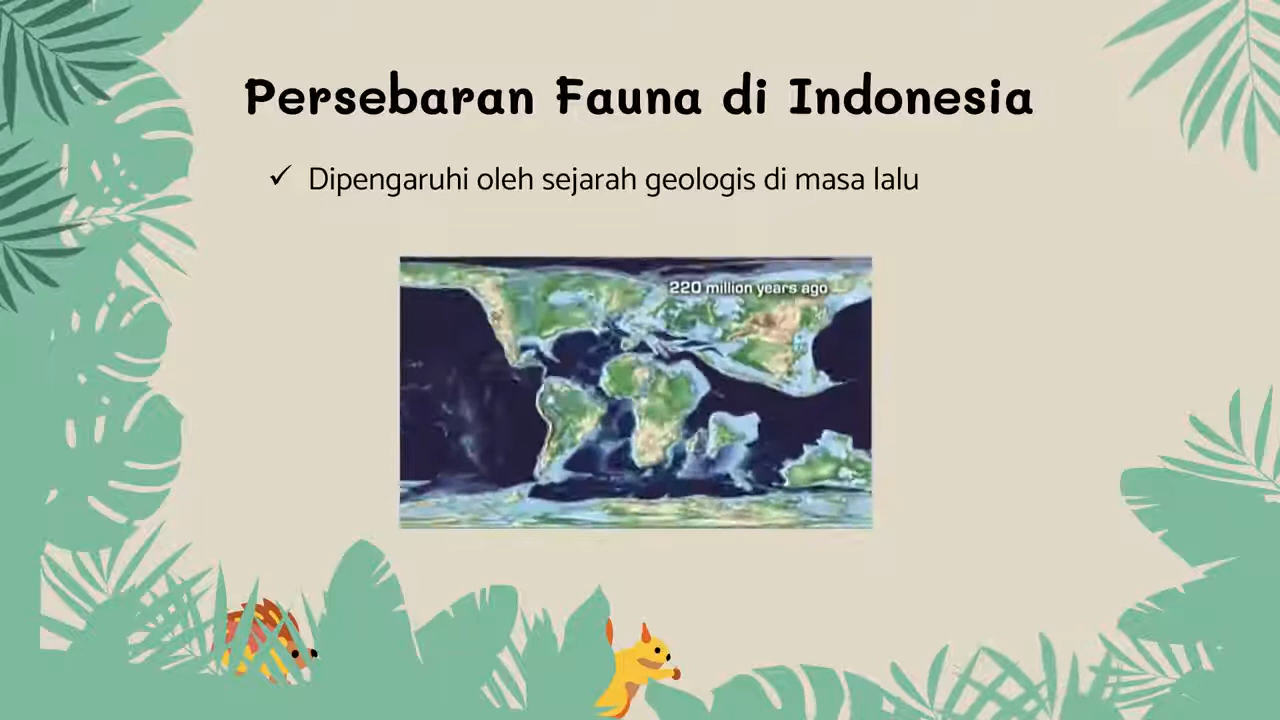 Persebaran Fauna di Indonesia
✓ Dipengaruhi oleh sejarah geologis di masa lalu
220 million years ago